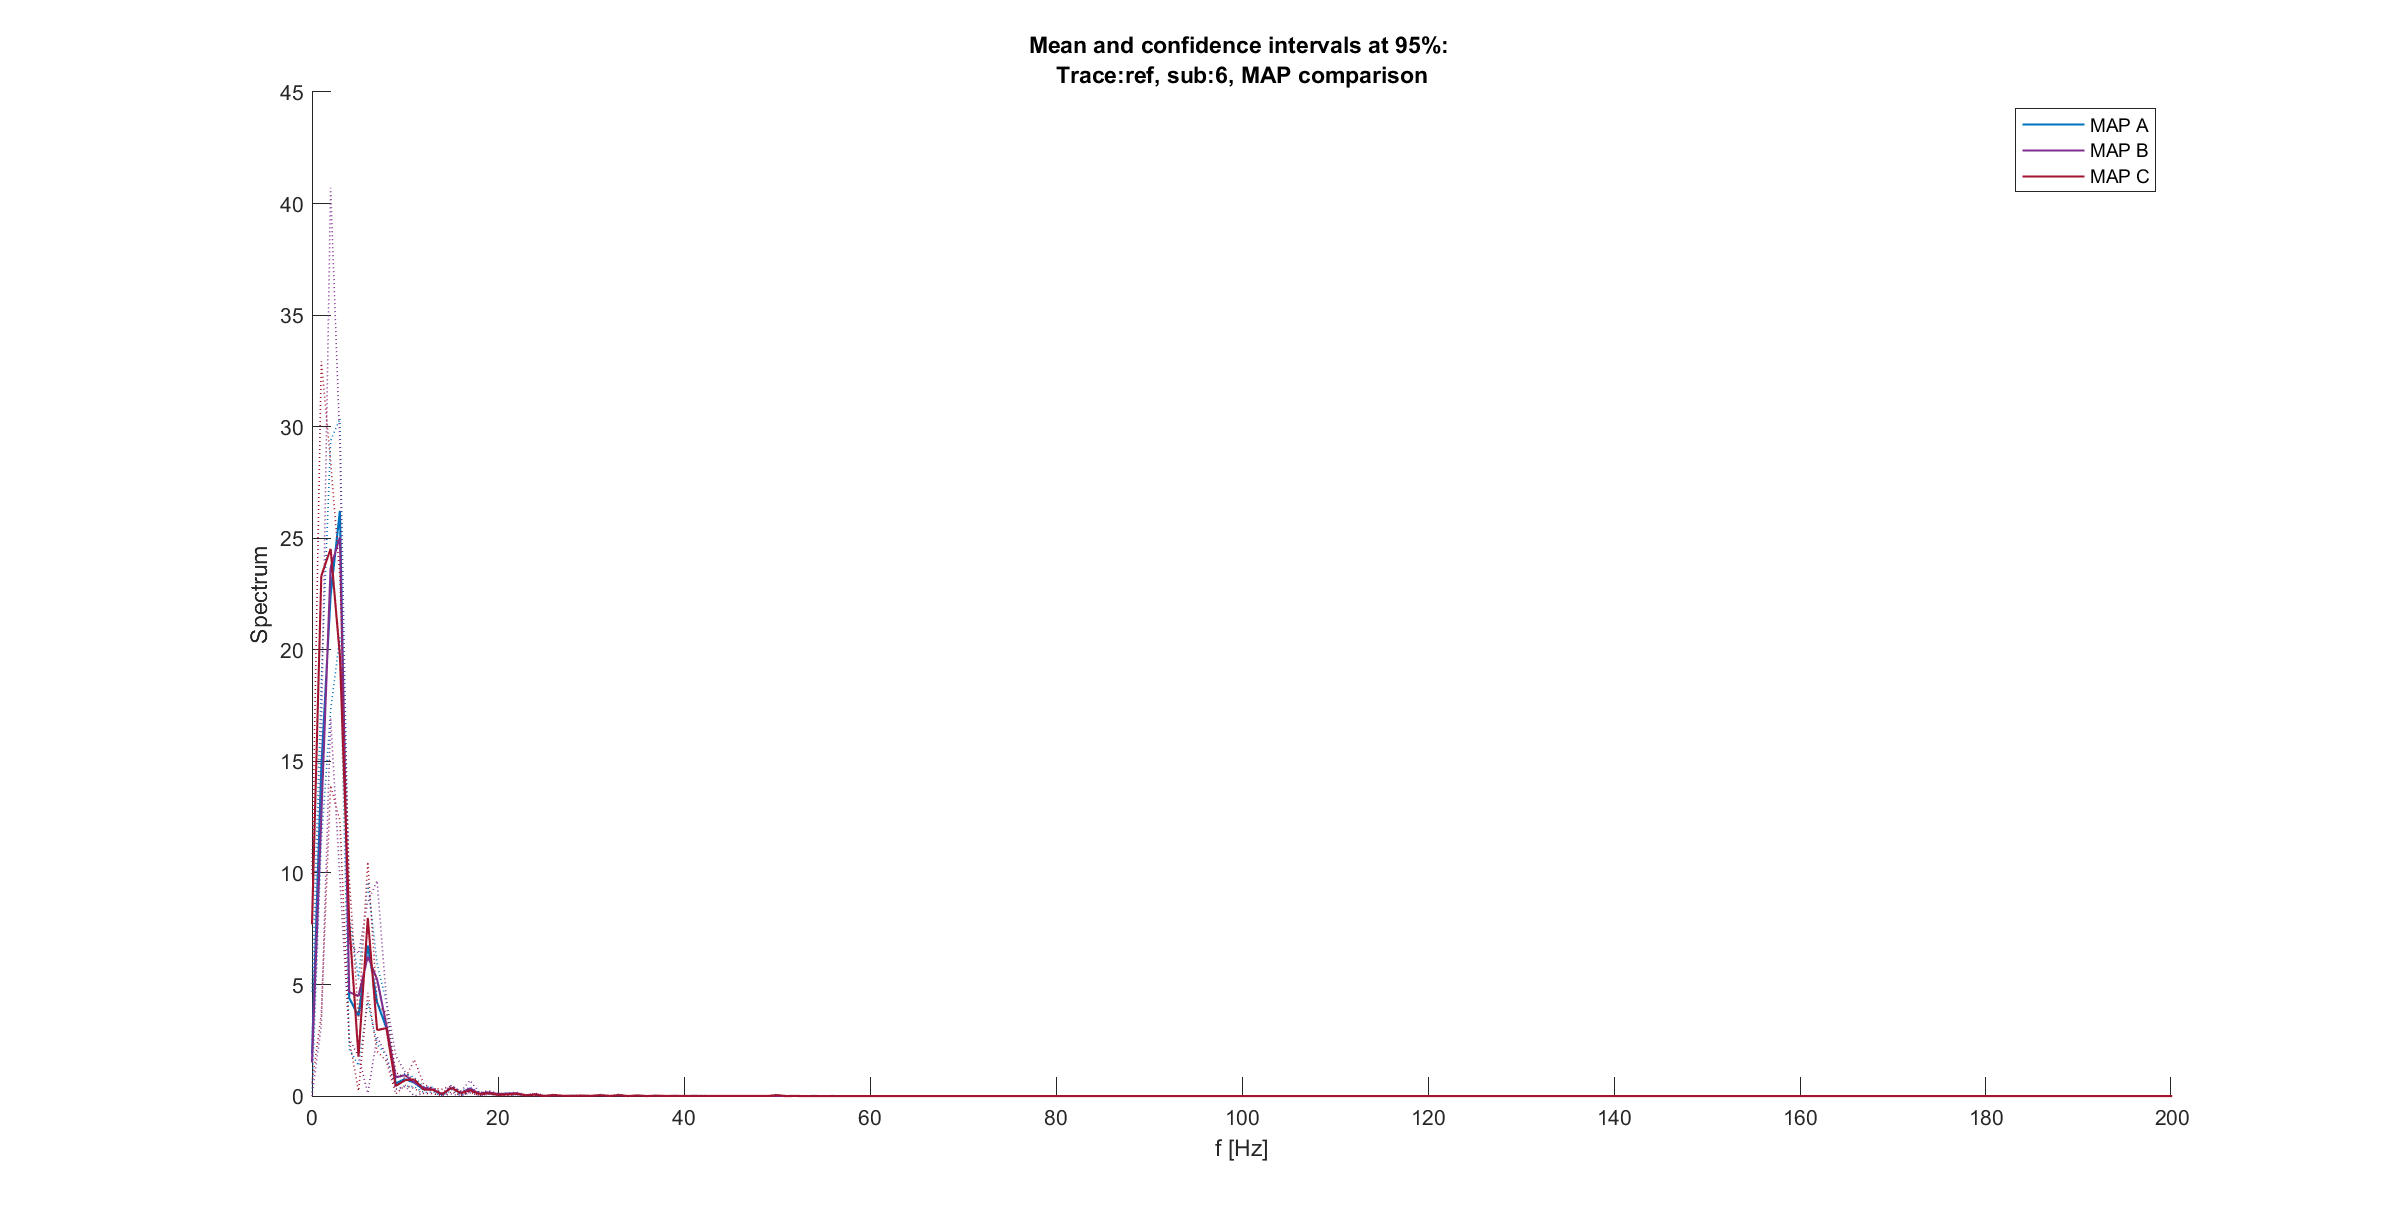 Mean and confidence intervals at 95%:
Trace:ref, sub:6, MAP comparison
45
40
35
30
25
20
15
10
5
0
Spectrum
MAP A
MAP B
MAP C
0 20 40 60 80 100 120 140 160 180 200
f [Hz]